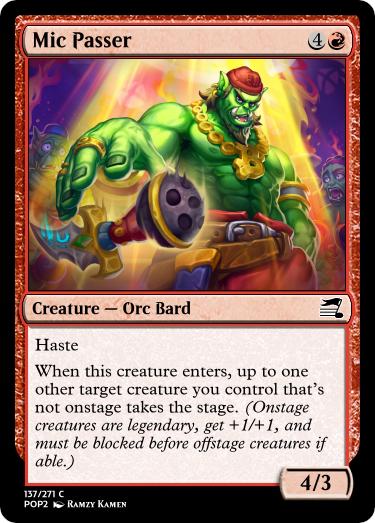 Mic Passer 4
Creature — Orc Bard
Haste
When this creature enters, up to one
other target creature you control that's
not onstage takes the stage. (Onstage
creatures are legendary, get +1/+1, and
must be blocked before offstage creatures if
able.)
4/3
137/271 C
POP2 Ramzy Kamen